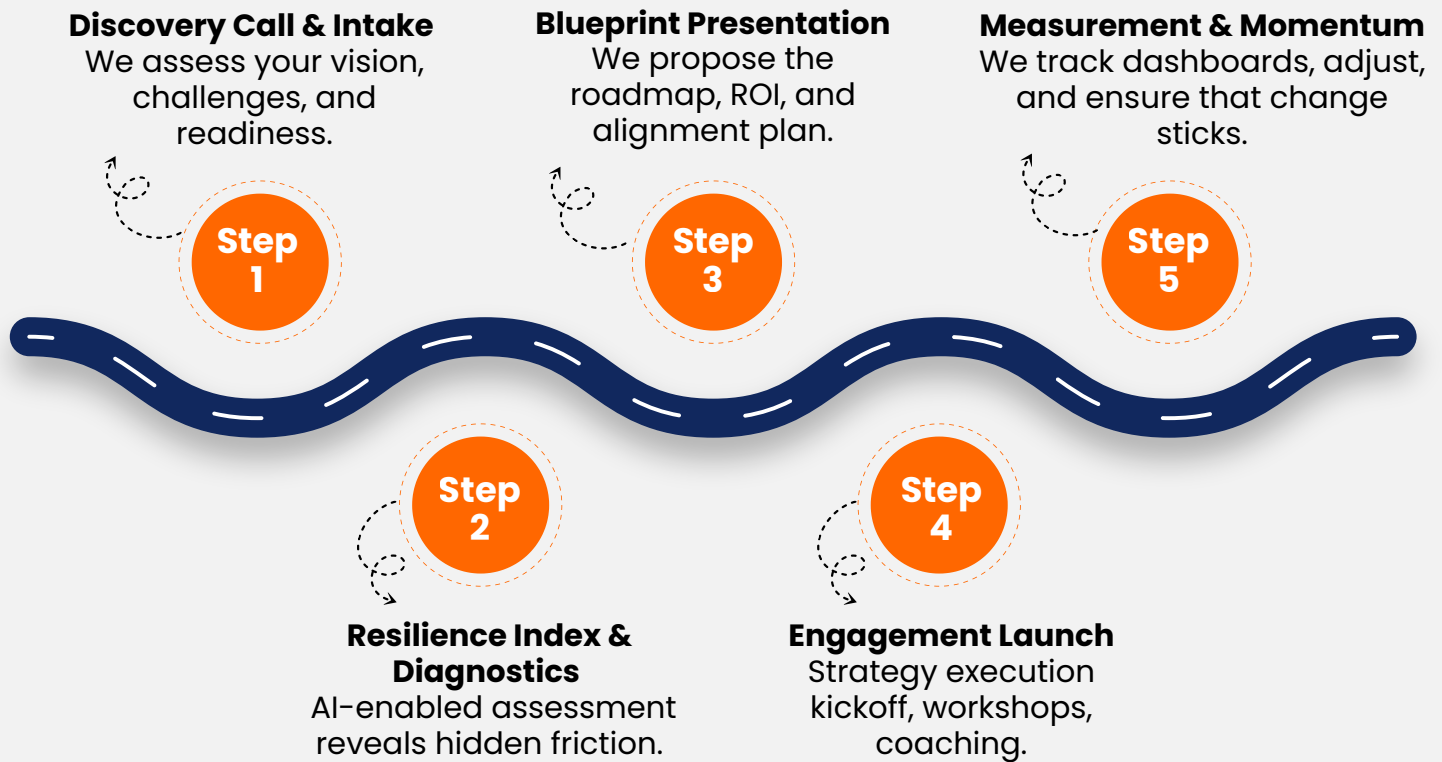 Discovery Call & Intake
We assess your vision,
challenges, and
readiness.
Step
1
Resilience Index &
Diagnostics
AI-enabled assessment
reveals hidden friction.
Step
2
Blueprint Presentation
We propose the
roadmap, ROI, and
alignment plan.
Step
3
Engagement Launch
Strategy execution
kickoff, workshops,
coaching.
Step
4
Measurement & Momentum
We track dashboards, adjust,
and ensure that change
sticks.
Step
5